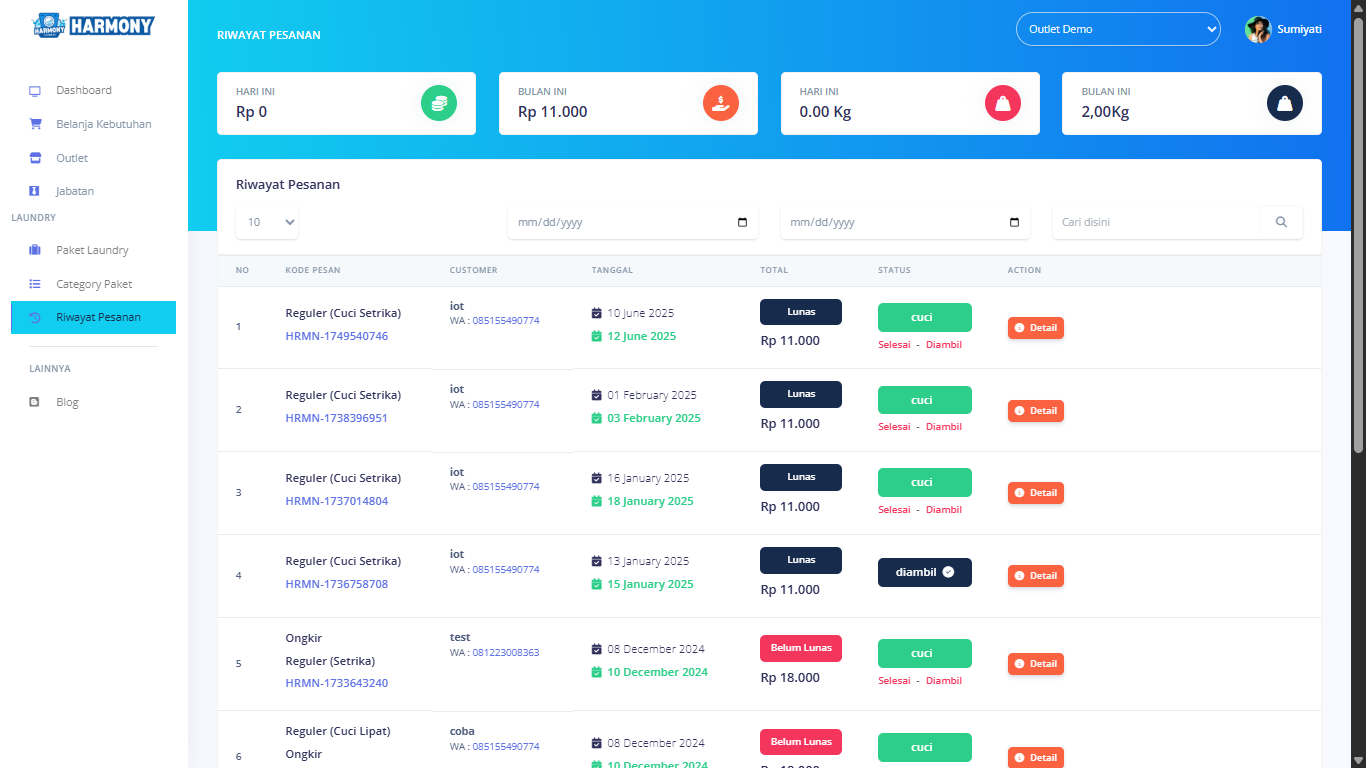 HARMONY
HARMONY
RIWAYAT PESANAN
Outlet Demo
Sumiyati
Dashboard
Belanja Kebutuhan
Outlet
Jabatan
LAUNDRY
Paket Laundry
Category Paket
Riwayat Pesanan
LAINNYA
Blog
HARI INI
Rp 0
BULAN INI
Rp 11.000
HARI INI
0.00 Kg
BULAN INI
2,00Kg
Riwayat Pesanan
10
mm/dd/yyyy
mm/dd/yyyy
Cari disini
NO KODE PESAN CUSTOMER TANGGAL TOTAL STATUS ACTION
1
Reguler (Cuci Setrika)
HRMN-1749540746
iot
WA : 085155490774
10 June 2025
12 June 2025
Lunas
Rp 11.000
cuci
Selesai - Diambil
Detail
2
Reguler (Cuci Setrika)
HRMN-1738396951
iot
WA : 085155490774
01 February 2025
03 February 2025
Lunas
Rp 11.000
cuci
Selesai - Diambil
Detail
3
Reguler (Cuci Setrika)
HRMN-1737014804
iot
WA : 085155490774
16 January 2025
18 January 2025
Lunas
Rp 11.000
cuci
Selesai - Diambil
Detail
4
Reguler (Cuci Setrika)
HRMN-1736758708
iot
WA : 085155490774
13 January 2025
15 January 2025
Lunas
Rp 11.000
diambil
Detail
5
Ongkir
Reguler (Setrika)
HRMN-1733643240
test
WA : 081223008363
08 December 2024
10 December 2024
Belum Lunas
Rp 18.000
cuci
Selesai - Diambil
Detail
6
Reguler (Cuci Lipat)
Ongkir
coba
WA : 085155490774
08 December 2024
10 December 2024
Belum Lunas
cuci
Detail